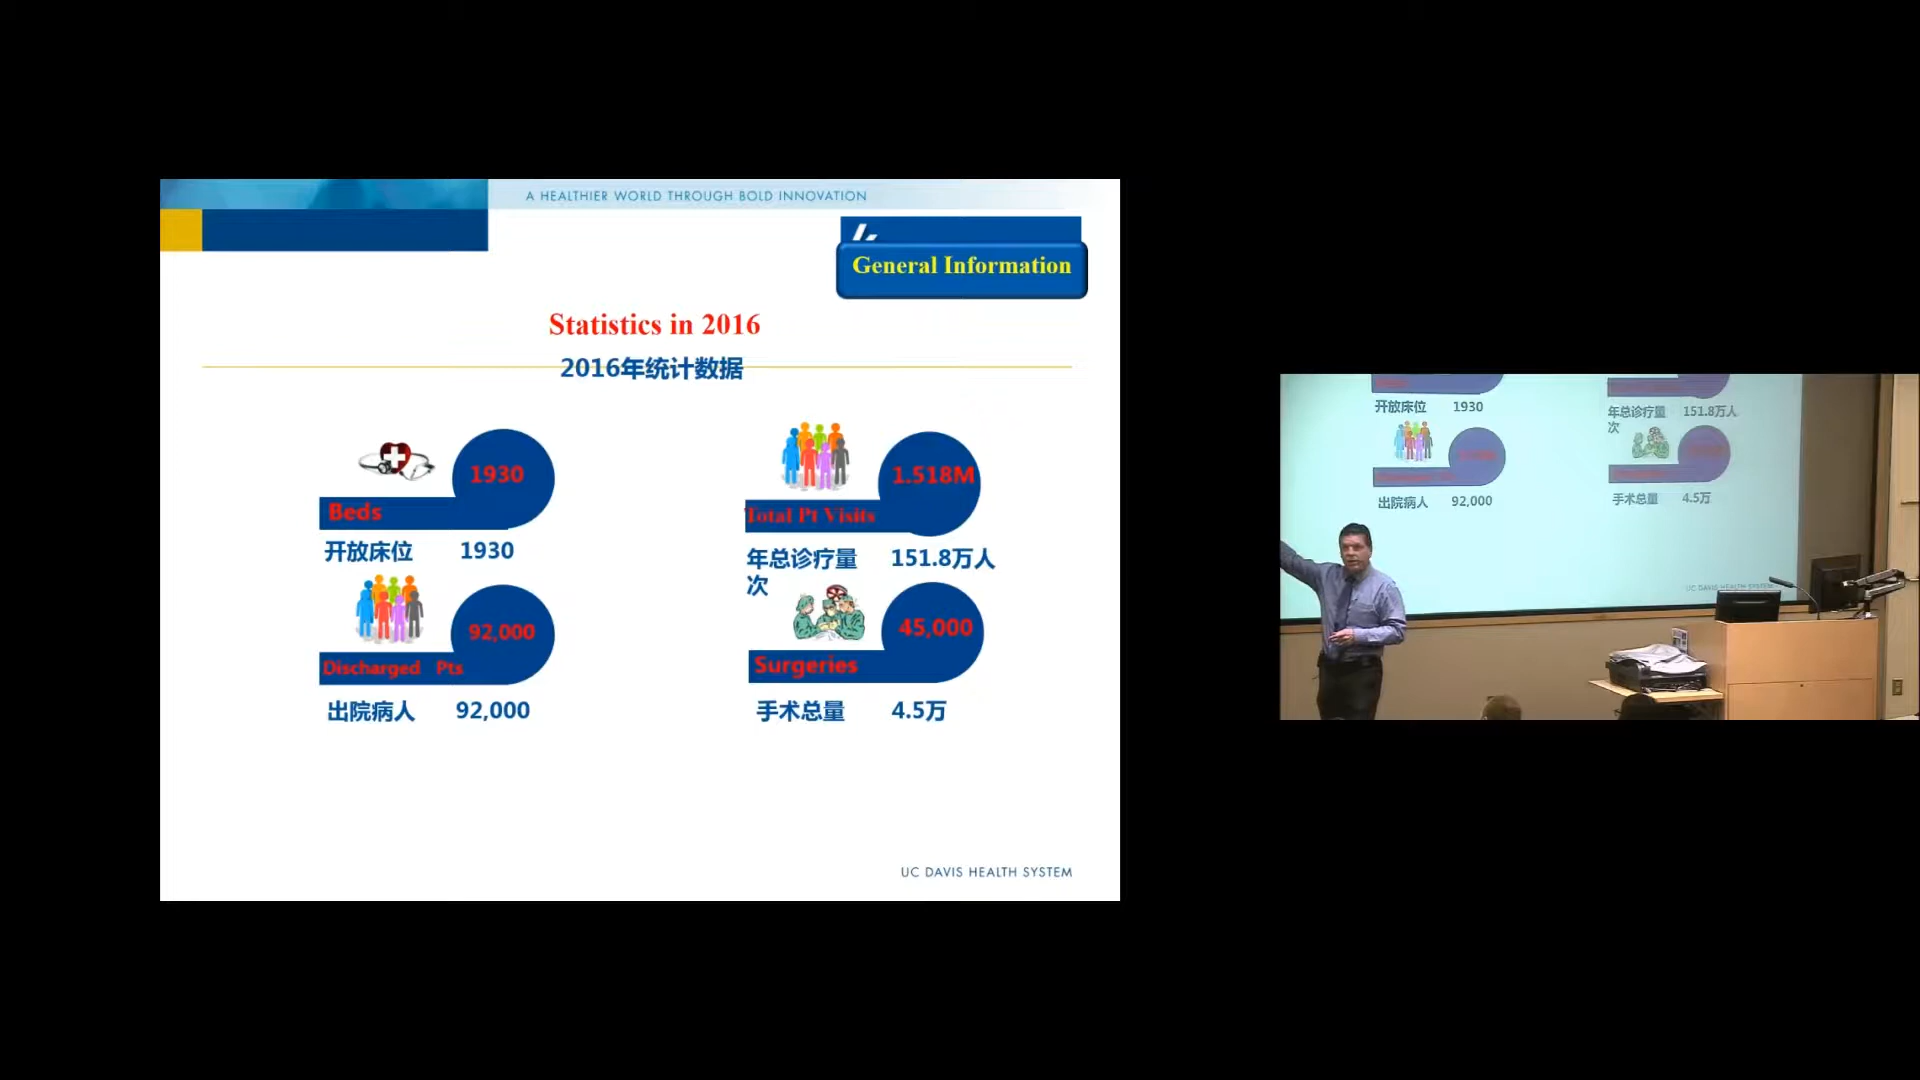 A HEALTHIER WORLD THROUGH BOLD INNOVATION
General Information
Statistics in 2016
2016年统计数据
1930
Beds
开放床位 1930
1.518M
Total Pt Visits
年总诊疗量 151.8万人
次
92,000
Discharged Pts
出院病人 92,000
45,000
Surgeries
手术总量 4.5万
UC DAVIS HEALTH SYSTEM
开放床位 1930
年总诊疗量 151.8万人
次
出院病人 92,000
手术总量 4.5万
UC DAVIS HEALTH SYSTEM